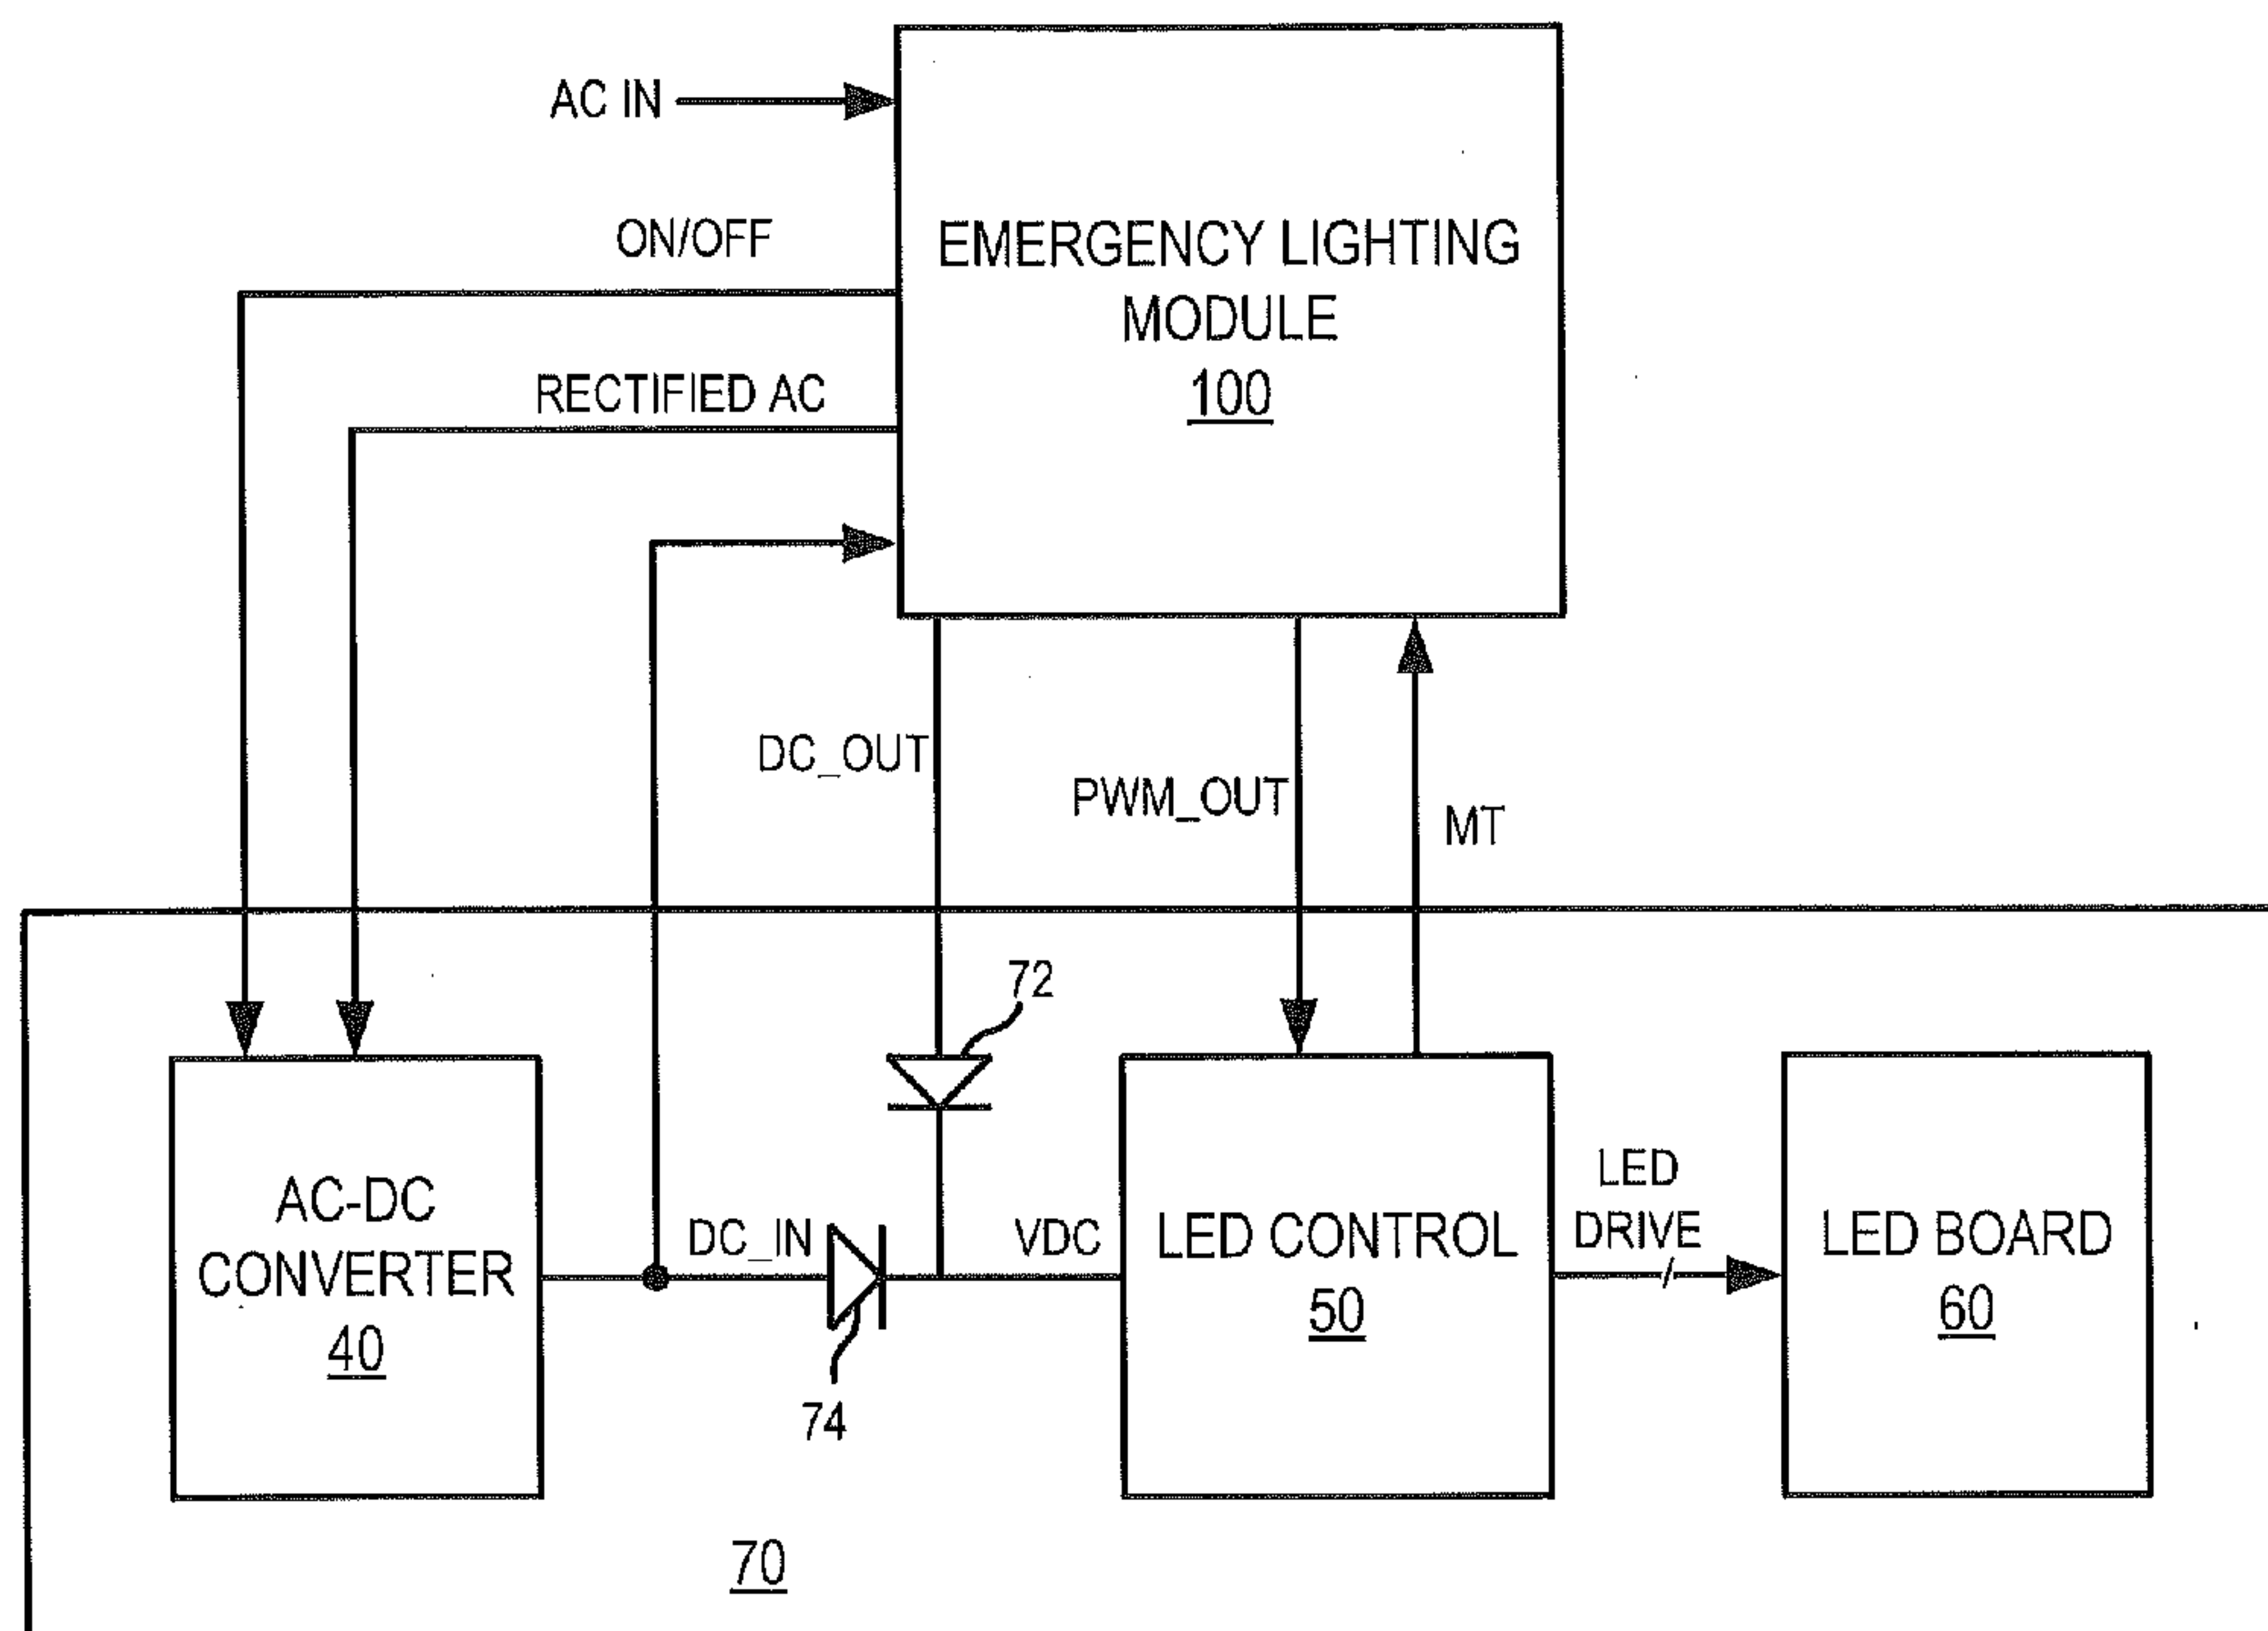 AC IN
ON/OFF
EMERGENCY LIGHTING
MODULE
100
RECTIFIED AC
DC_OUT
PWM_OUT
MT
72
AC-DC
CONVERTER
40
DC_IN
74
VDC
LED CONTROL
50
LED
DRIVE
LED BOARD
60
70